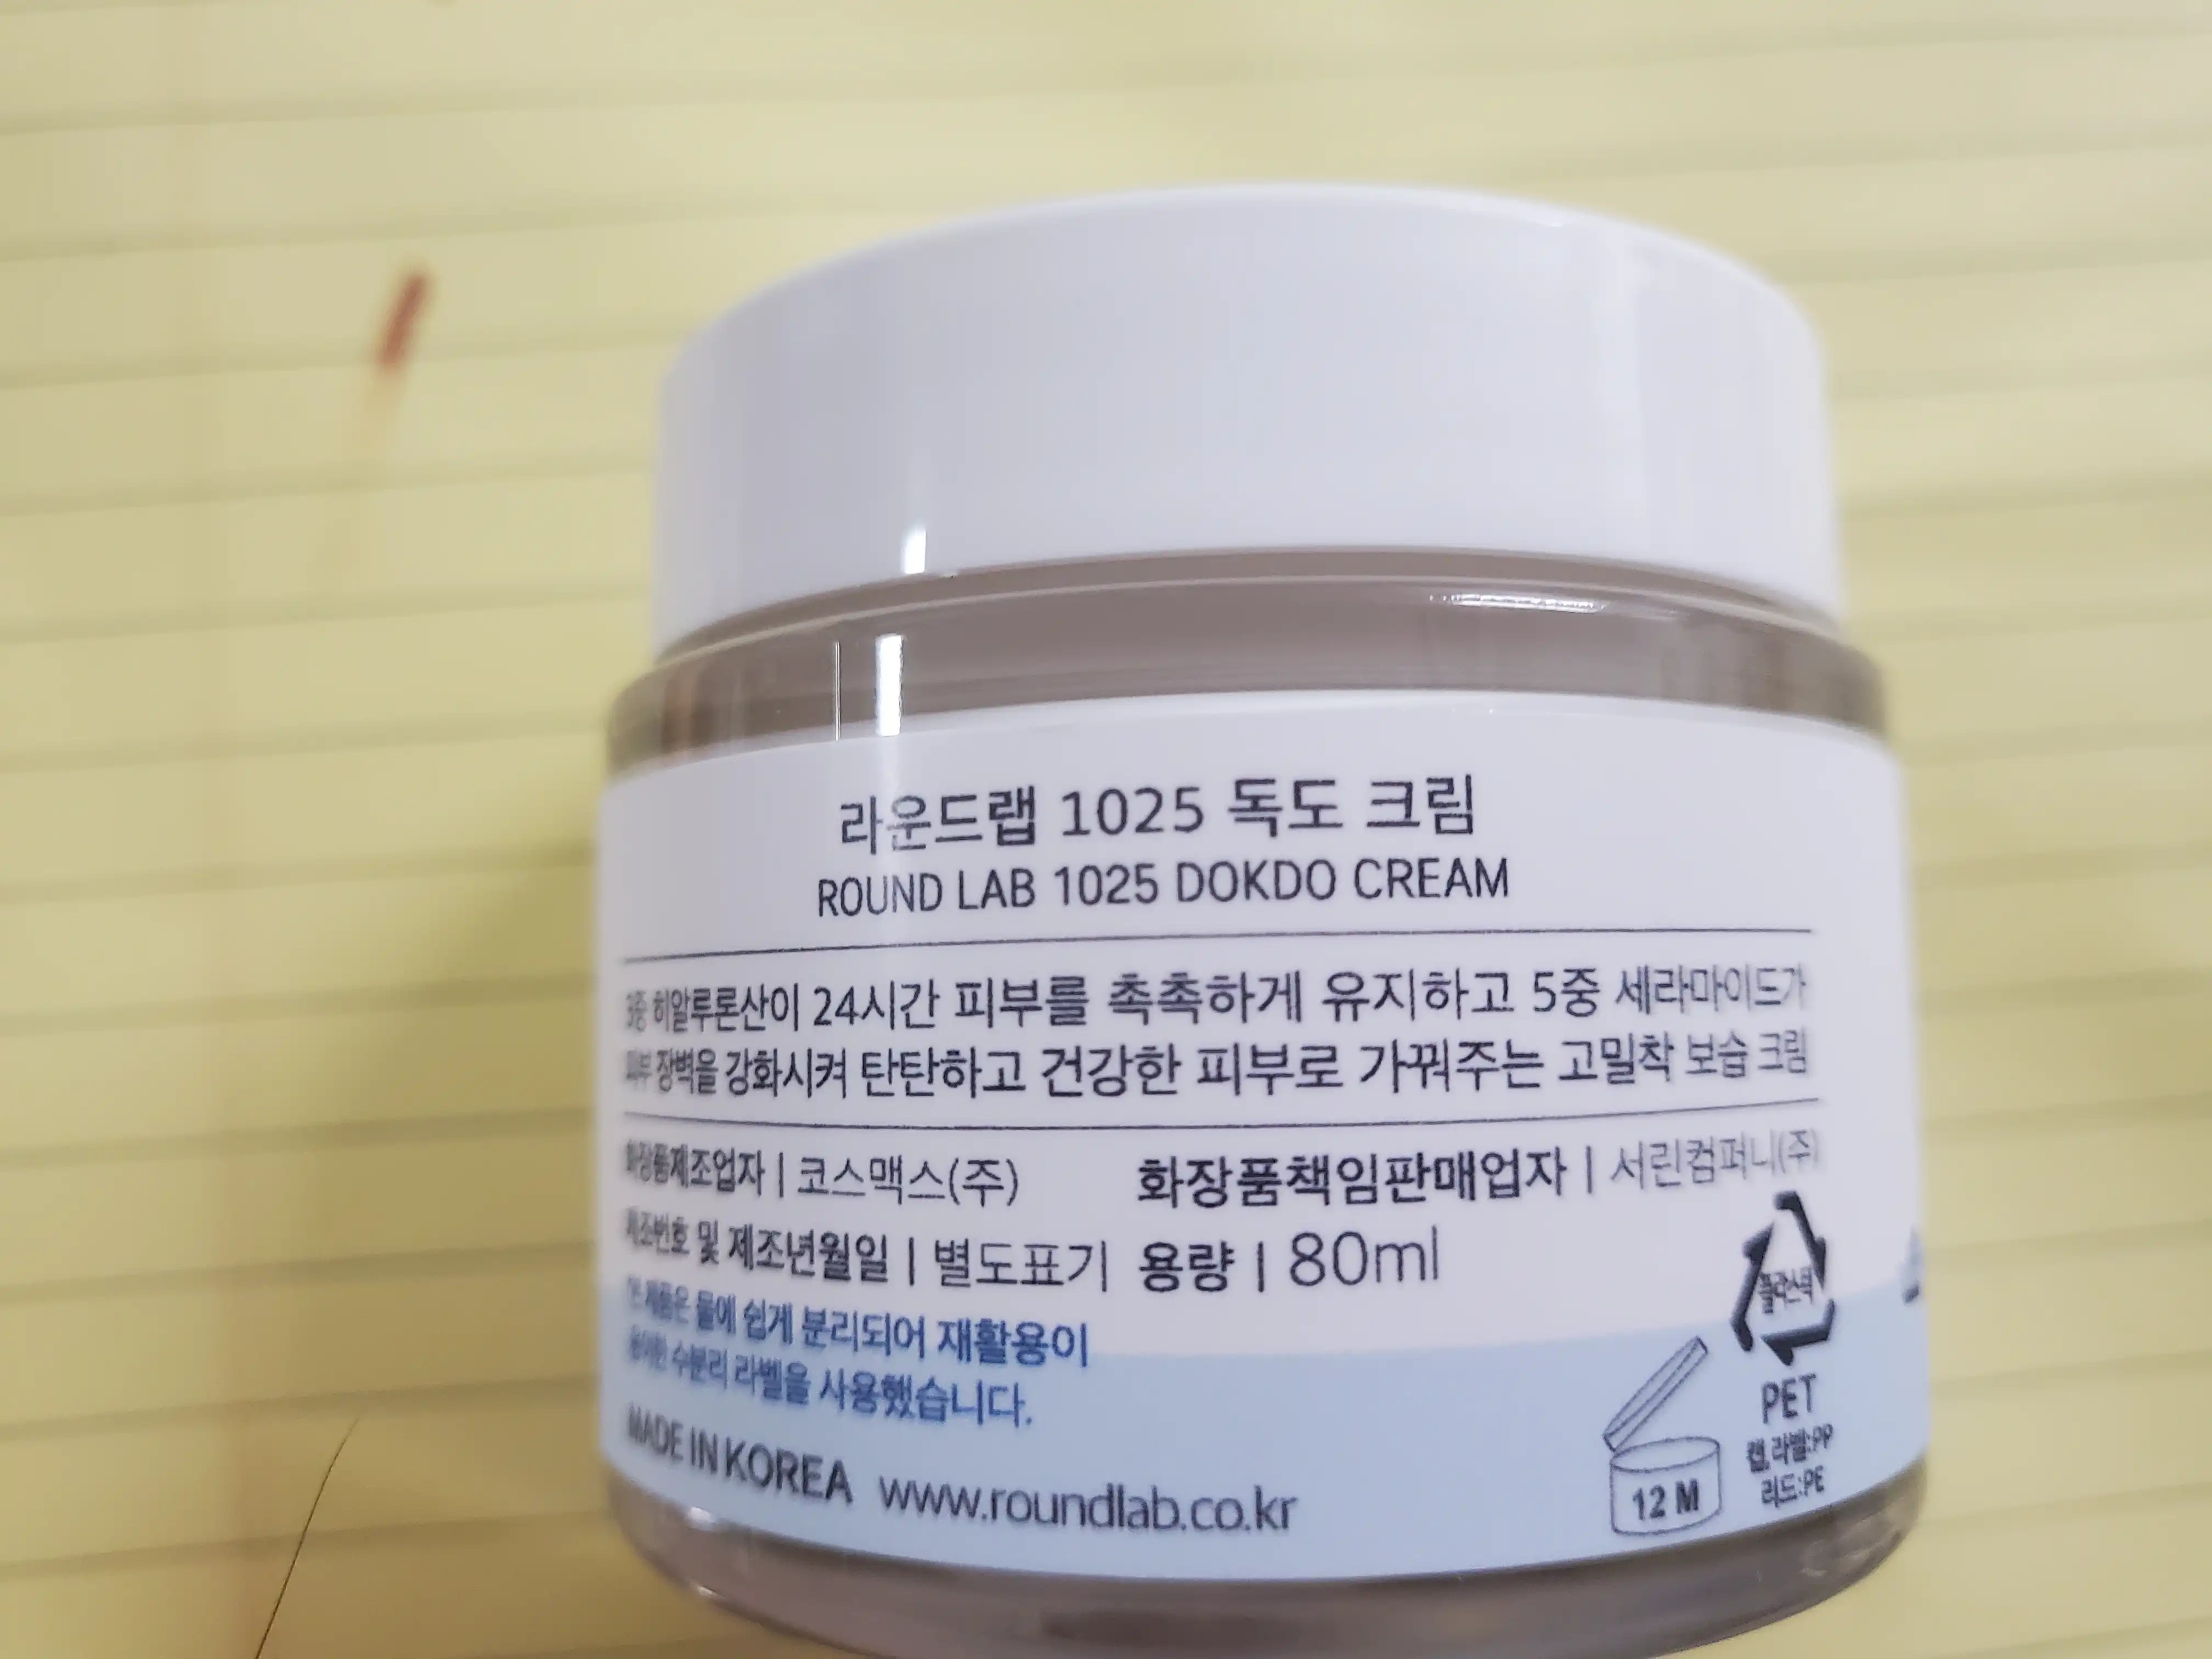 라운드랩 1025 독도 크림
ROUND LAB 1025 DOKDO CREAM
3중 히알루론산이 24시간 피부를 촉촉하게 유지하고 5중 세라마이드가
피부 장벽을 강화시켜 탄탄하고 건강한 피부로 가꿔주는 고밀착 보습 크림
화장품제조업자 | 코스맥스(주) 화장품책임판매업자 | 서린컴퍼니(주)
제조번호 및 제조년월일 | 별도표기 용량 | 80ml
본 제품은 물에 쉽게 분리되어 재활용이
용이한 수분리 라벨을 사용했습니다.
MADE IN KOREA www.roundlab.co.kr
플라스틱
PET
캡,라벨:PP
리드:PE
12 M